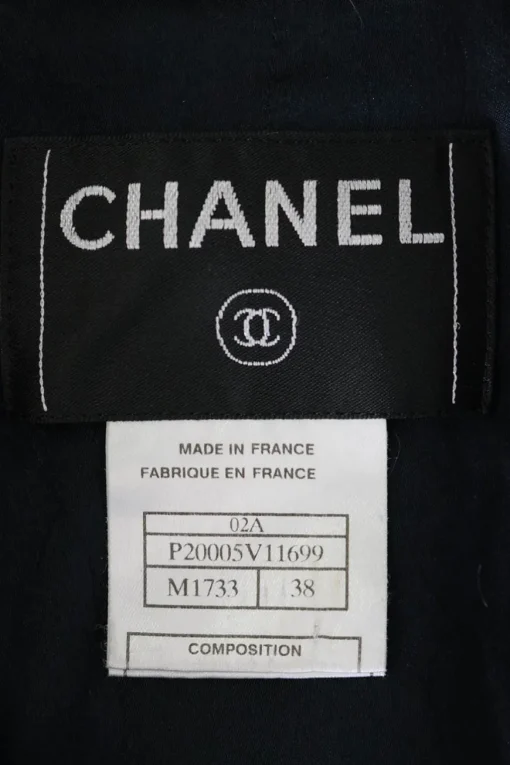 CHANEL
MADE IN FRANCE
FABRIQUE EN FRANCE
02A
P20005V11699
M1733 38
COMPOSITION